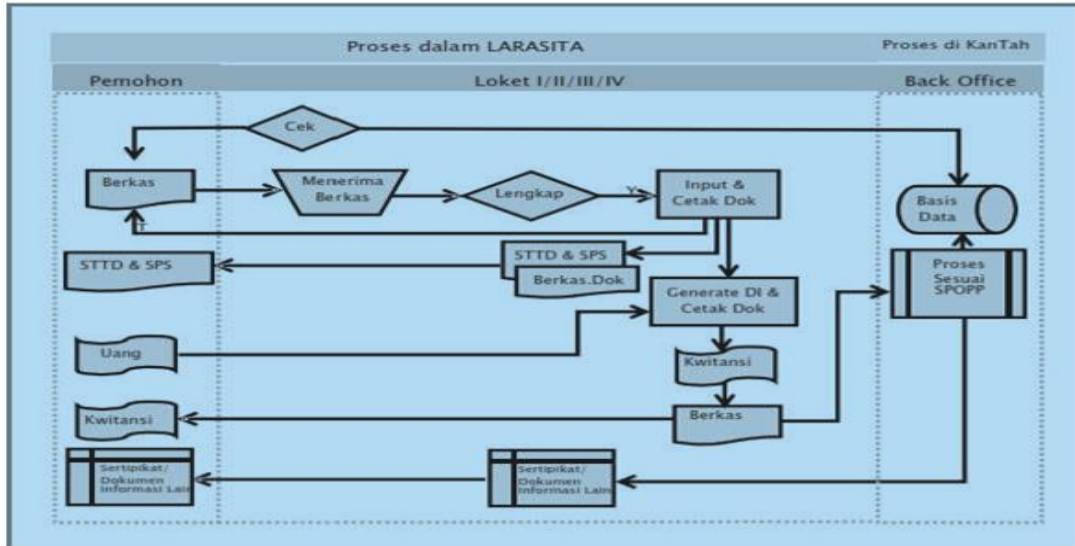 Proses dalam LARASITA
Proses di KanTah
Pemohon
Loket I/II/III/IV
Back Office
Cek
Berkas
Menerima
Berkas
Lengkap
Y
Input &
Cetak Dok
Basis
Data
T
STTD & SPS
STTD & SPS
Berkas.Dok
Generate DI &
Cetak Dok
Proses
Sesuai
SPOPP
Uang
Kwitansi
Kwitansi
Berkas
Sertipikat/
Dokumen
Informasi Lain
Sertipikat/
Dokumen
Informasi Lain